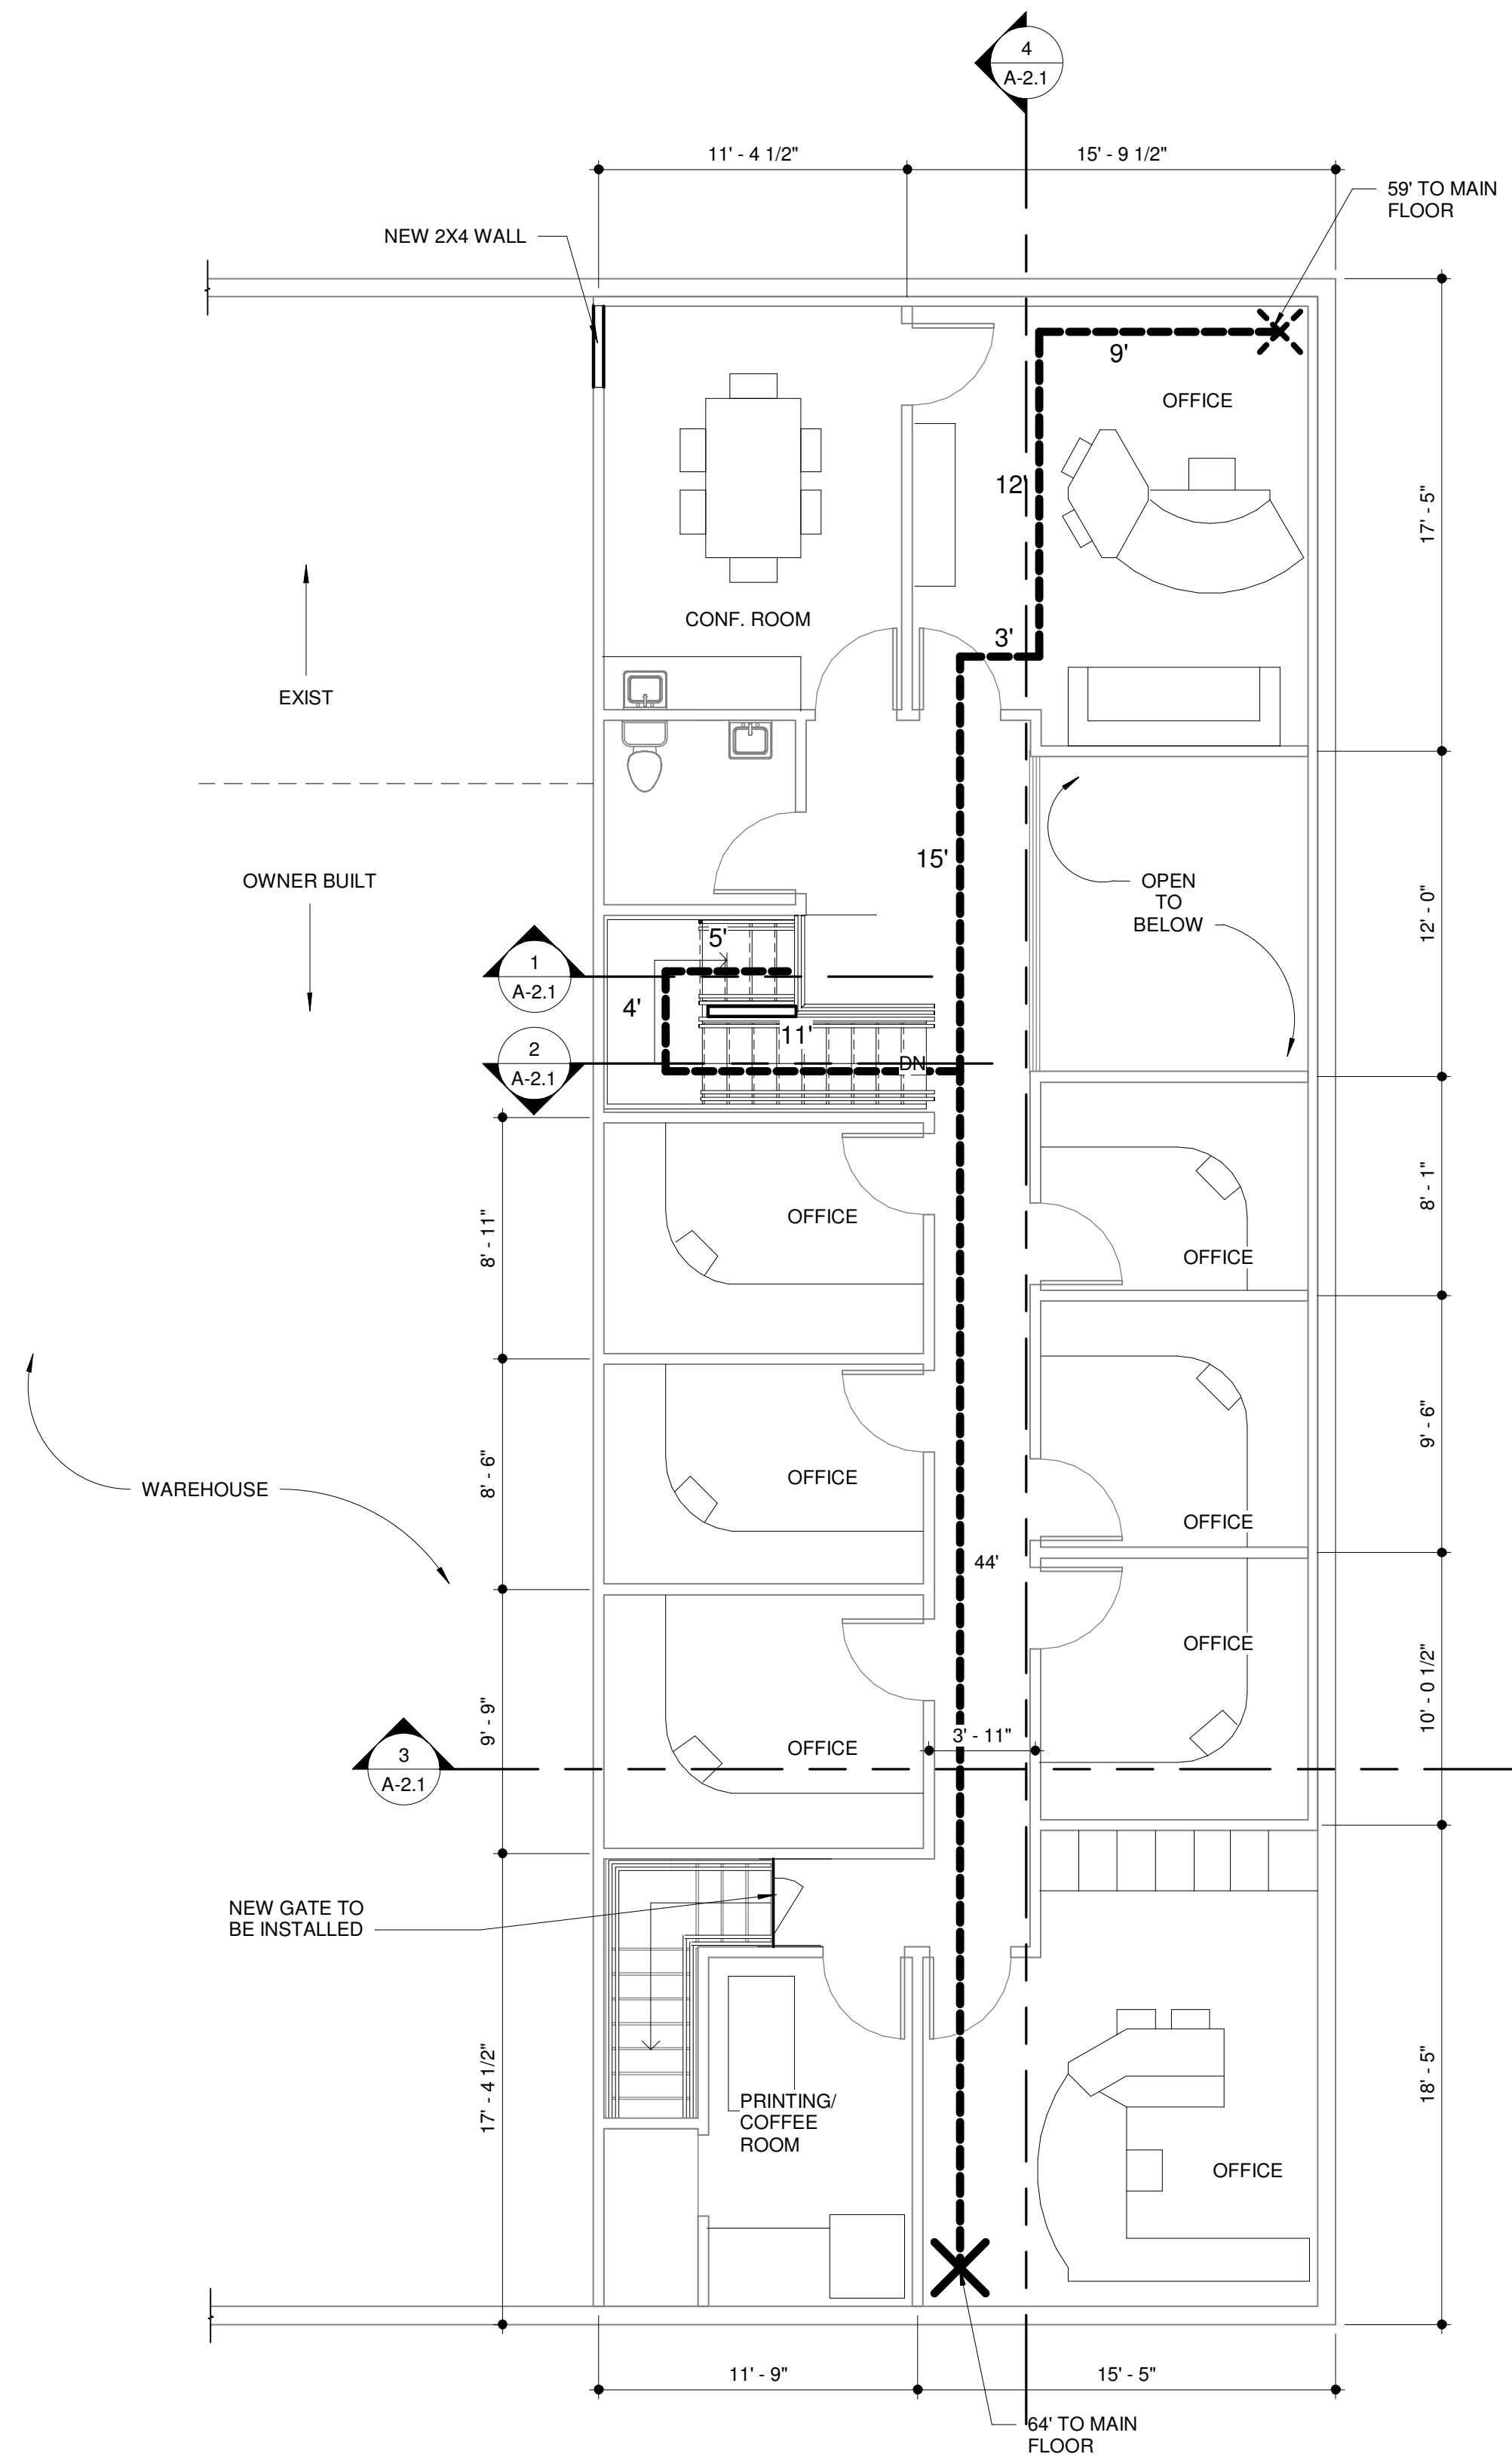 4
A-2.1
11' - 4 1/2"
15' - 9 1/2"
59' TO MAIN
FLOOR
NEW 2X4 WALL
9'
OFFICE
12'
17' - 5"
CONF. ROOM
3'
EXIST
15'
OWNER BUILT
OPEN
TO
BELOW
12' - 0"
5'
1
A-2.1
4'
11'
2
A-2.1
DN
8' - 11"
OFFICE
8' - 1"
OFFICE
9' - 6"
8' - 6"
OFFICE
WAREHOUSE
OFFICE
44'
OFFICE
10' - 0 1/2"
9' - 9"
3' - 11"
OFFICE
3
A-2.1
NEW GATE TO
BE INSTALLED
17' - 4 1/2"
18' - 5"
PRINTING/
COFFEE
ROOM
OFFICE
11' - 9"
15' - 5"
64' TO MAIN
FLOOR